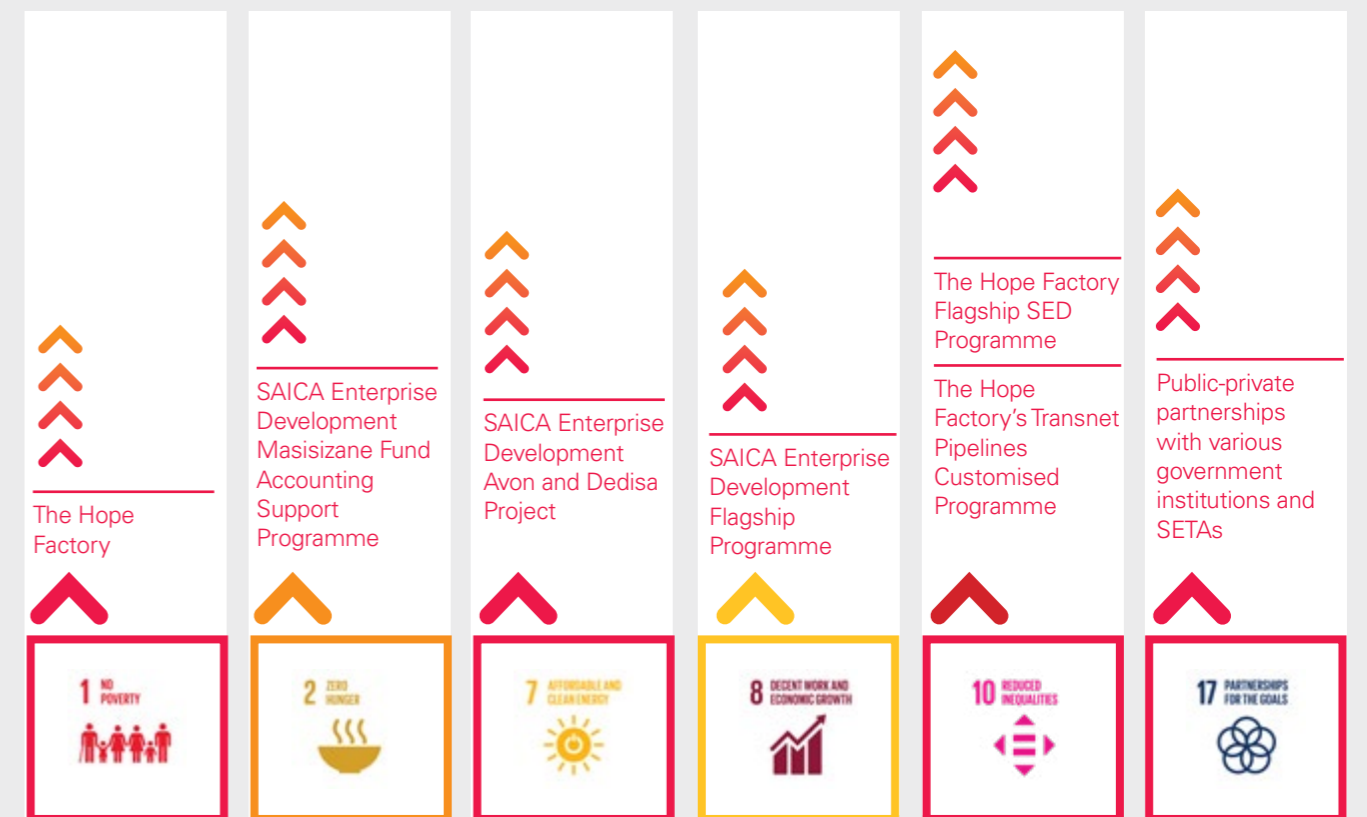 The Hope
Factory
1 NO
POVERTY
SAICA Enterprise
Development
Masisizane Fund
Accounting
Support
Programme
2 ZERO
HUNGER
SAICA Enterprise
Development
Avon and Dedisa
Project
7 AFFORDABLE AND
CLEAN ENERGY
SAICA Enterprise
Development
Flagship
Programme
8 DECENT WORK AND
ECONOMIC GROWTH
The Hope Factory
Flagship SED
Programme
The Hope
Factory's Transnet
Pipelines
Customised
Programme
10 REDUCED
INEQUALITIES
Public-private
partnerships
with various
government
institutions and
SETAs
17 PARTNERSHIPS
FOR THE GOALS